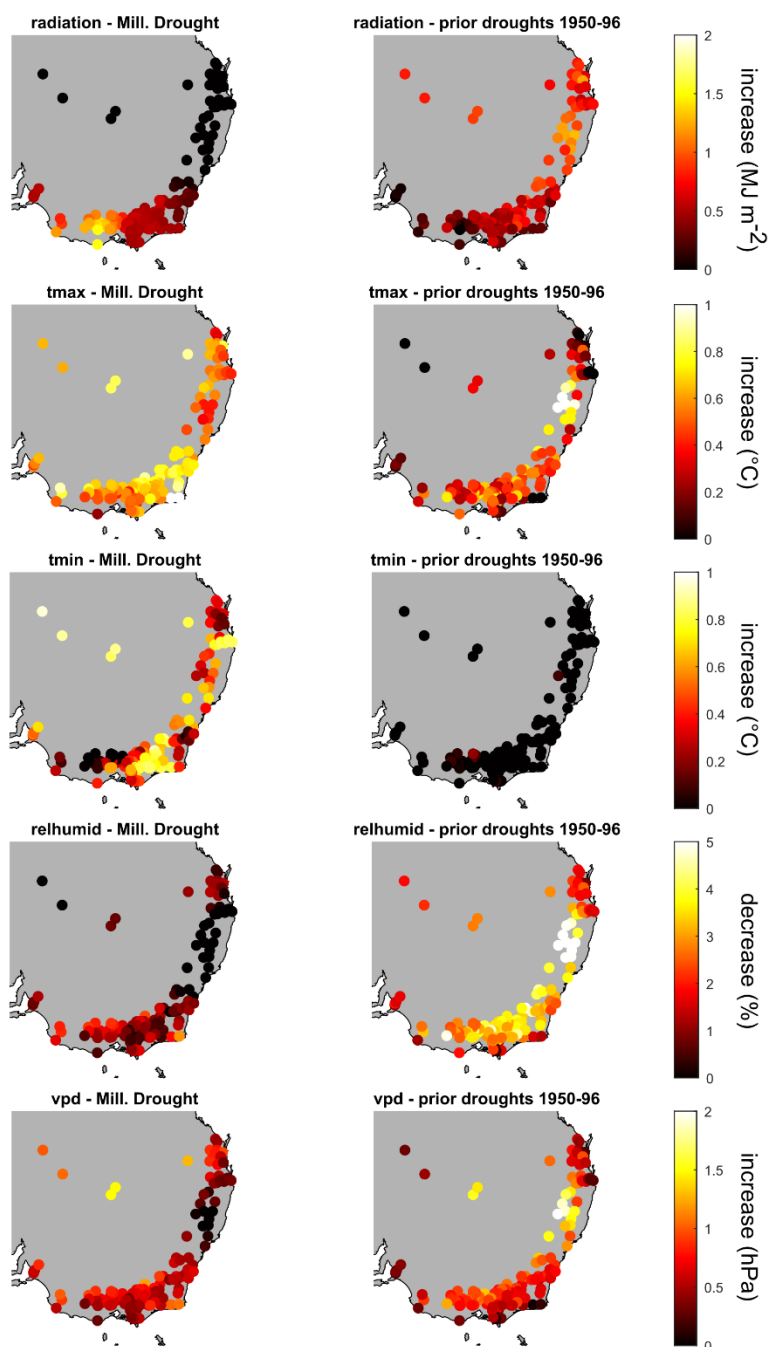 radiation - Mill. Drought
radiation - prior droughts 1950-96
2
1.5
1
0.5
0
increase (MJ m-2)
tmax - Mill. Drought
tmax - prior droughts 1950-96
1
0.8
0.6
0.4
0.2
0
increase (°C)
tmin - Mill. Drought
tmin - prior droughts 1950-96
1
0.8
0.6
0.4
0.2
0
increase (°C)
relhumid - Mill. Drought
relhumid - prior droughts 1950-96
5
4
3
2
1
0
decrease (%)
vpd - Mill. Drought
vpd - prior droughts 1950-96
2
1.5
1
0.5
0
increase (hPa)